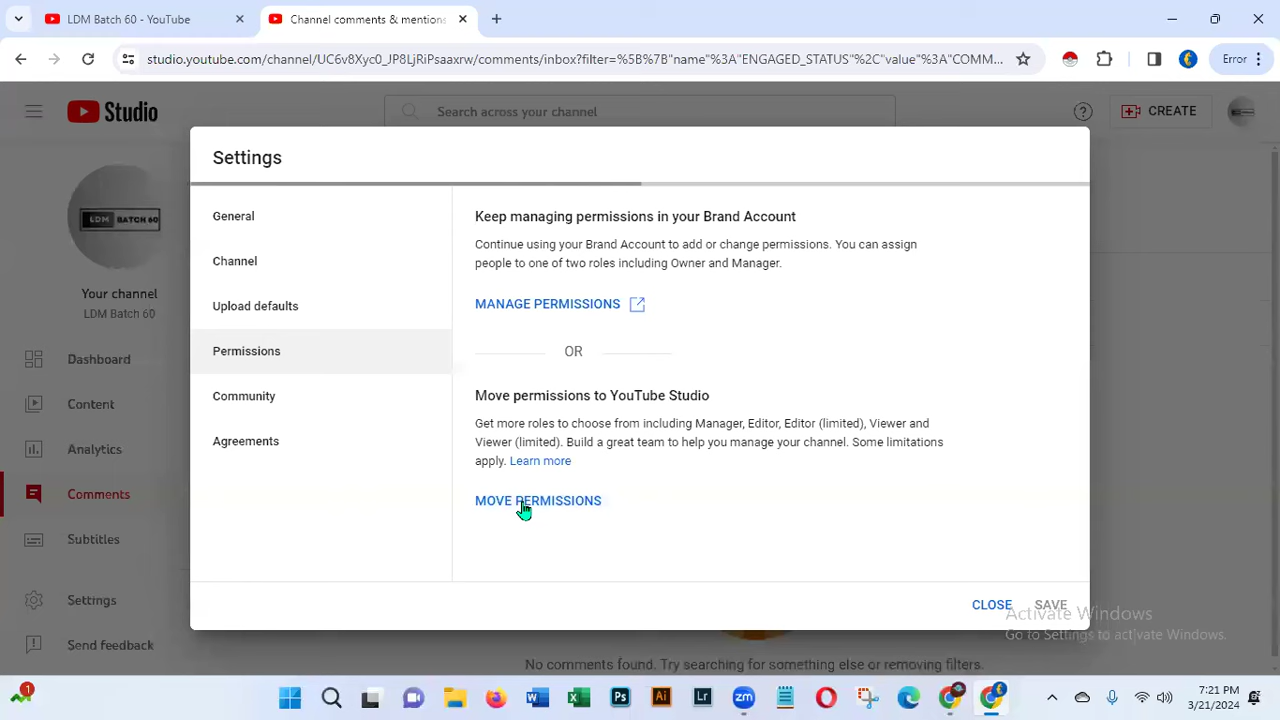 LDM Batch 60 - YouTube
Channel comments & mentions
studio.youtube.com/channel/UC6v8Xyc0_JP8LjRiPsaarw/comments/inbox?filter=%5B%7B"name"%3A"ENGAGED_STATUS"%2C"value"%3A"COMM...
Error
Studio
Search across your channel
CREATE
Settings
General
Channel
Upload defaults
Permissions
Community
Agreements
Keep managing permissions in your Brand Account
Continue using your Brand Account to add or change permissions. You can assign
people to one of two roles including Owner and Manager.
MANAGE PERMISSIONS
OR
Move permissions to YouTube Studio
Get more roles to choose from including Manager, Editor, Editor (limited), Viewer and
Viewer (limited). Build a great team to help you manage your channel. Some limitations
apply. Learn more
MOVE PERMISSIONS
CLOSE
SAVE
LDM BATCH 60
Your channel
LDM Batch 60
Dashboard
Content
Analytics
Comments
Subtitles
Settings
Send feedback
Activate Windows
Go to Settings to activate Windows.
No comments found. Try searching for something else or removing filters.
1
7:21 PM
3/21/2024